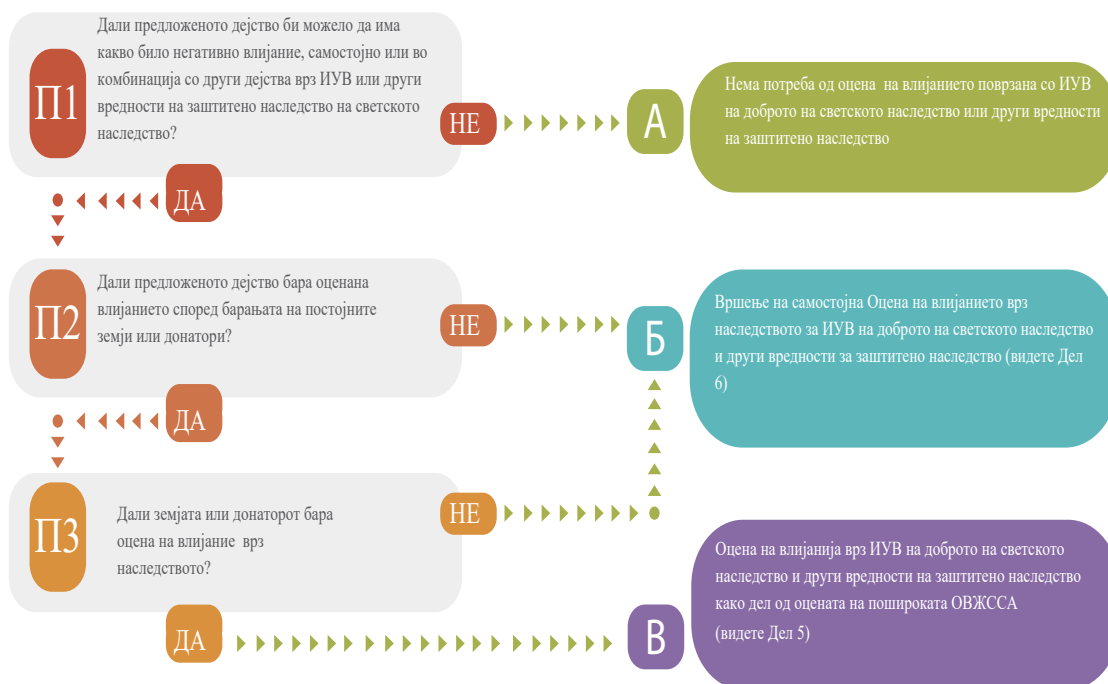 П1
Дали предложеното дејство би можело да има
какво било негативно влијание, самостојно или во
комбинација со други дејства врз ИУВ или други
вредности на заштитено наследство на светското
наследство?
НЕ
А
Нема потреба од оцена на влијанието поврзана со ИУВ
на доброто на светското наследство или други вредности
на заштитено наследство
ДА
П2
Дали предложеното дејство бара оценана
влијанието според барањата на постојните
земји или донатори?
НЕ
Б
Вршење на самостојна Оцена на влијанието врз
наследството за ИУВ на доброто на светското наследство
и други вредности за заштитено наследство (видете Дел
6)
ДА
П3
Дали земјата или донаторот бара
оцена на влијание врз
наследството?
НЕ
ДА
В
Оцена на влијанија врз ИУВ на доброто на светското
наследство и други вредности на заштитено наследство
како дел од оцената на пошироката ОВЖССА
(видете Дел 5)